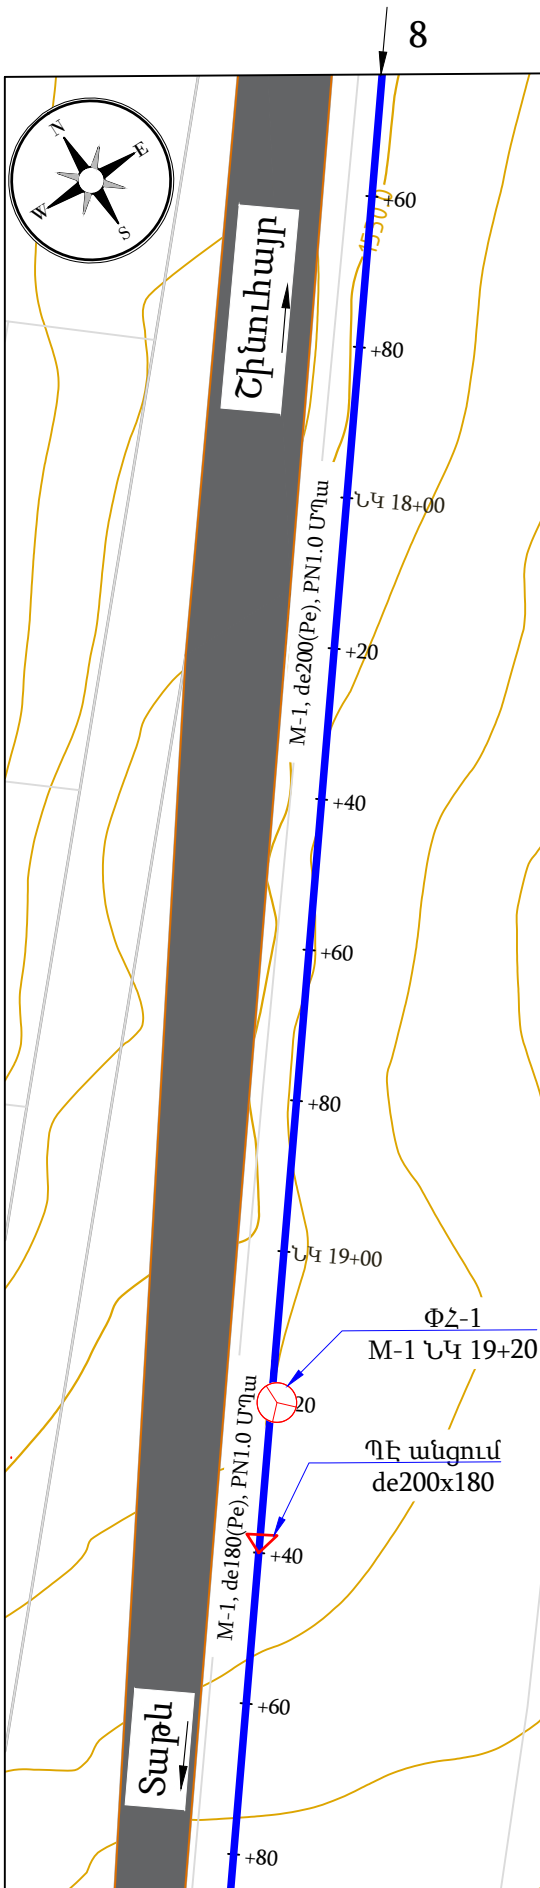 8
N
E
W
S
+60
1530.0
Շինուհայր
+80
ՆԿ 18+00
M-1, de200(Pe), PN1.0 ՄՊա
+20
+40
+60
+80
ՆԿ 19+00
ՓՀ-1
M-1 ՆԿ 19+20
20
ՊԷ անցում
de200x180
M-1, de180(Pe), PN1.0 ՄՊա
+40
+60
Տաթև
+80